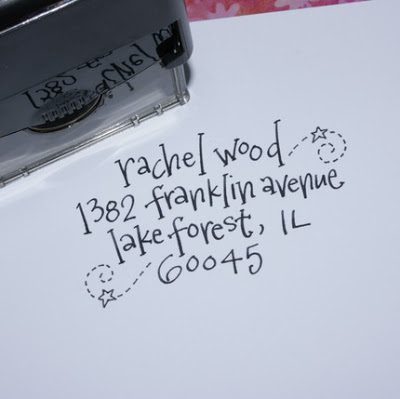 rachel wood
1382 franklin avenue
lake forest, IL
60045